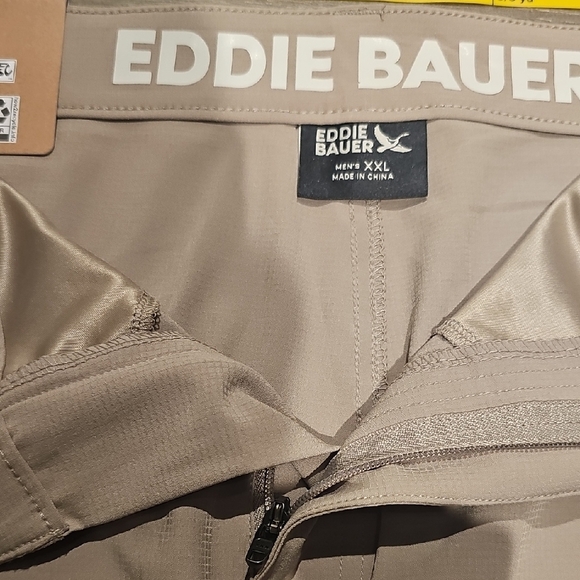 EDDIE BAUER
EDDIE
BAUER
MEN'S XXL
MADE IN CHINA